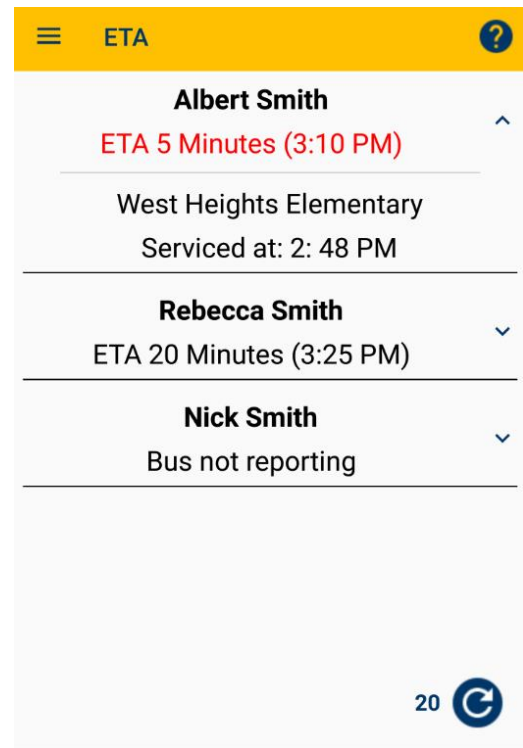 ETA
Albert Smith
ETA 5 Minutes (3:10 PM)
West Heights Elementary
Serviced at: 2: 48 PM
Rebecca Smith
ETA 20 Minutes (3:25 PM)
Nick Smith
Bus not reporting
20